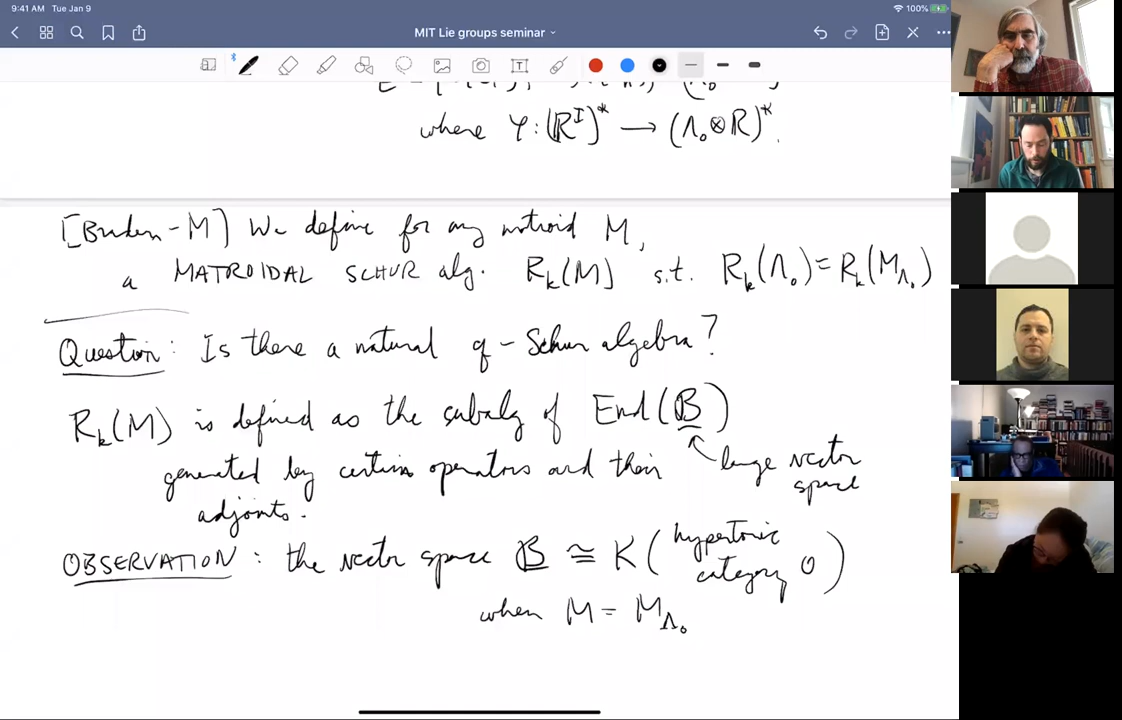 9:41 AM Tue Jan 9
100%
MIT Lie groups seminar
where φ : (ℝ^I)^* → (Λ₀ ⊗ ℝ)^*.
[Braden-M] We define for any matroid M,
a MATROIDAL SCHUR alg. R_k(M) s.t. R_k(Λ₀) = R_k(M_Λ₀)
Question: Is there a natural q-Schur algebra?
R_k(M) is defined as the subalg of End(B)
generated by certain operators and their
large vector
space
adjoints.
OBSERVATION: the vector space B ≅ K(hypertoric
category O)
when M = M_Λ₀